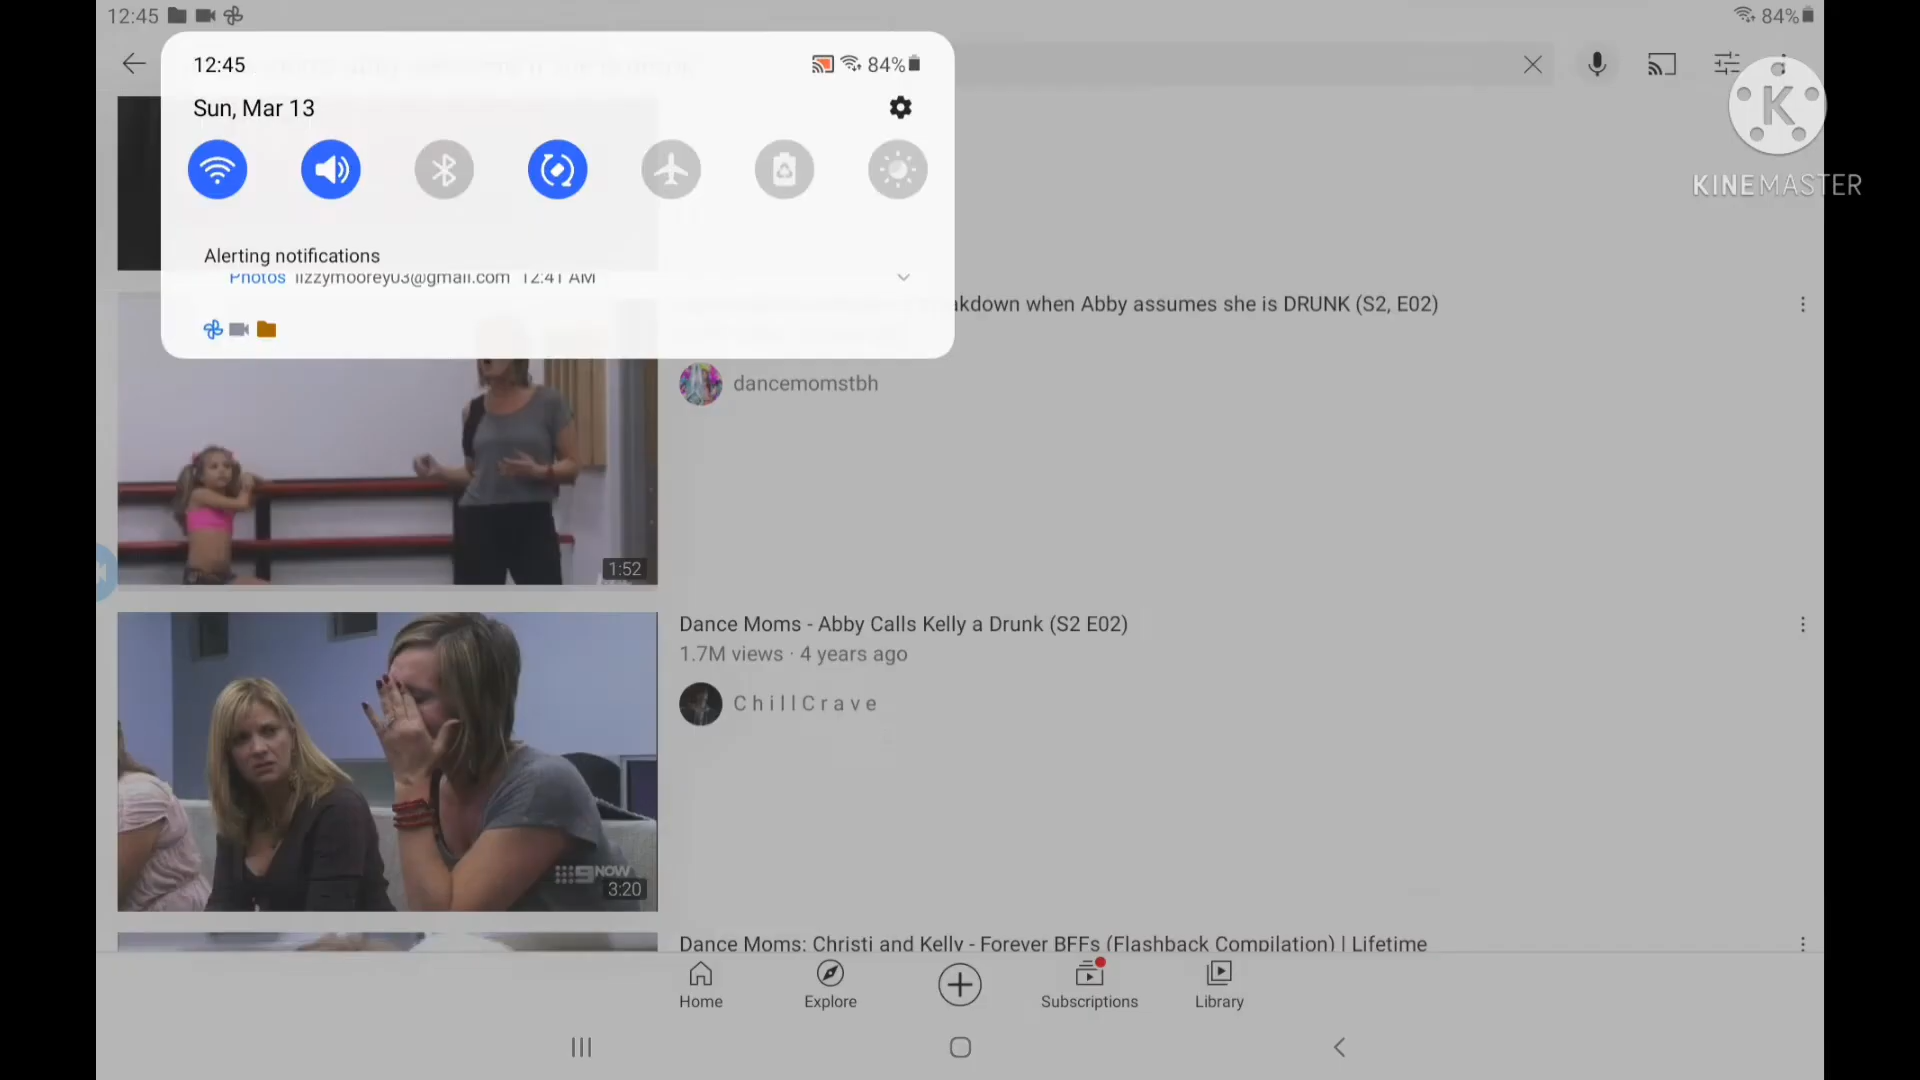 12:45
84%
12:45
84%
Sun, Mar 13
K
KINEMASTER
Alerting notifications
Photos lizzymoorey03@gmail.com 12:41 AM
akdown when Abby assumes she is DRUNK (S2, E02)
dancemomstbh
1:52
Dance Moms - Abby Calls Kelly a Drunk (S2 E02)
1.7M views · 4 years ago
ChillCrave
9NOW
3:20
Dance Moms: Christi and Kelly - Forever BFFs (Flashback Compilation) | Lifetime
Home
Explore
Subscriptions
Library